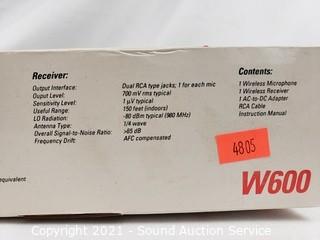 Receiver:
Output Interface: Dual RCA type jacks; 1 for each mic
Ouput Level: 700 mV rms typical
Sensitivity Level: 1 µV typical
Useful Range: 150 feet (indoors)
LO Radiation: -80 dBm typical (980 MHz)
Antenna Type: 1/4 wave
Overall Signal-to-Noise Ratio: >85 dB
Frequency Drift: AFC compensated
Contents:
1 Wireless Microphone
1 Wireless Receiver
1 AC-to-DC Adapter
RCA Cable
Instruction Manual
4805
equivalent
W600
Copyright 2021 - Sound Auction Service